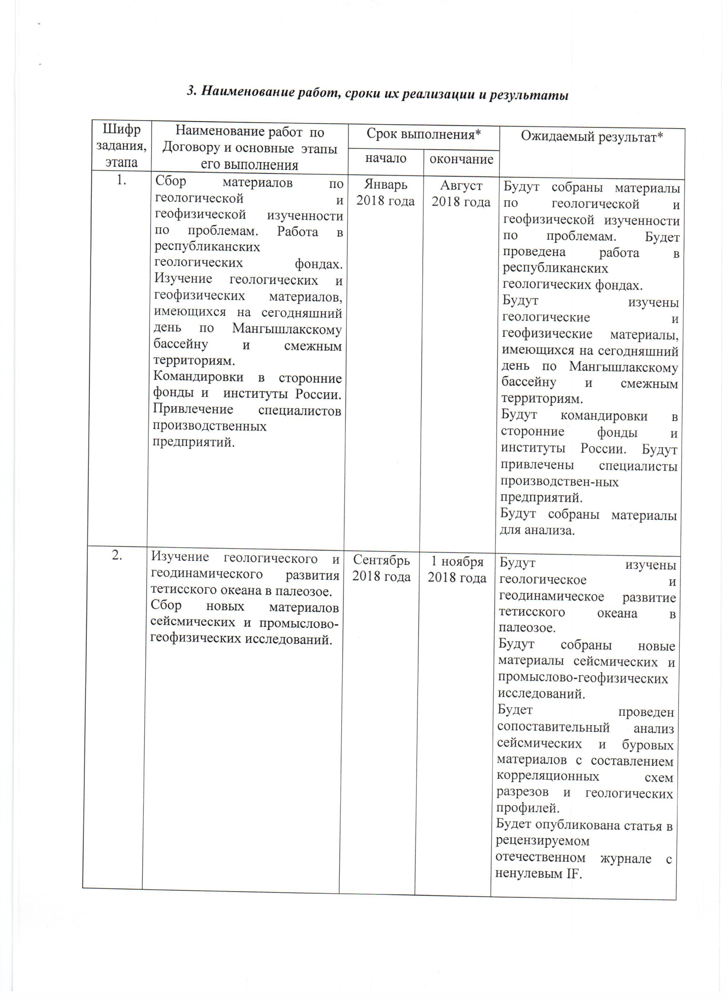 3. Наименование работ, сроки их реализации и результаты
Шифр
задания,
этапа
Наименование работ по
Договору и основные этапы
его выполнения
Срок выполнения*
начало
окончание
Ожидаемый результат*
1.
Сбор материалов по
геологической и
геофизической изученности
по проблемам. Работа в
республиканских
геологических фондах.
Изучение геологических и
геофизических материалов,
имеющихся на сегодняшний
день по Мангышлакскому
бассейну и смежным
территориям.
Командировки в сторонние
фонды и институты России.
Привлечение специалистов
производственных
предприятий.
Январь
2018 года
Август
2018 года
Будут собраны материалы
по геологической и
геофизической изученности
по проблемам. Будет
проведена работа в
республиканских
геологических фондах.
Будут изучены
геологические и
геофизические материалы,
имеющихся на сегодняшний
день по Мангышлакскому
бассейну и смежным
территориям.
Будут командировки в
сторонние фонды и
институты России. Будут
привлечены специалисты
производствен-ных
предприятий.
Будут собраны материалы
для анализа.
2.
Изучение геологического и
геодинамического развития
тетисского океана в палеозое.
Сбор новых материалов
сейсмических и промыслово-
геофизических исследований.
Сентябрь
2018 года
1 ноября
2018 года
Будут изучены
геологическое и
геодинамическое развитие
тетисского океана в
палеозое.
Будут собраны новые
материалы сейсмических и
промыслово-геофизических
исследований.
Будет проведен
сопоставительный анализ
сейсмических и буровых
материалов с составлением
корреляционных схем
разрезов и геологических
профилей.
Будет опубликована статья в
рецензируемом
отечественном журнале с
ненулевым IF.